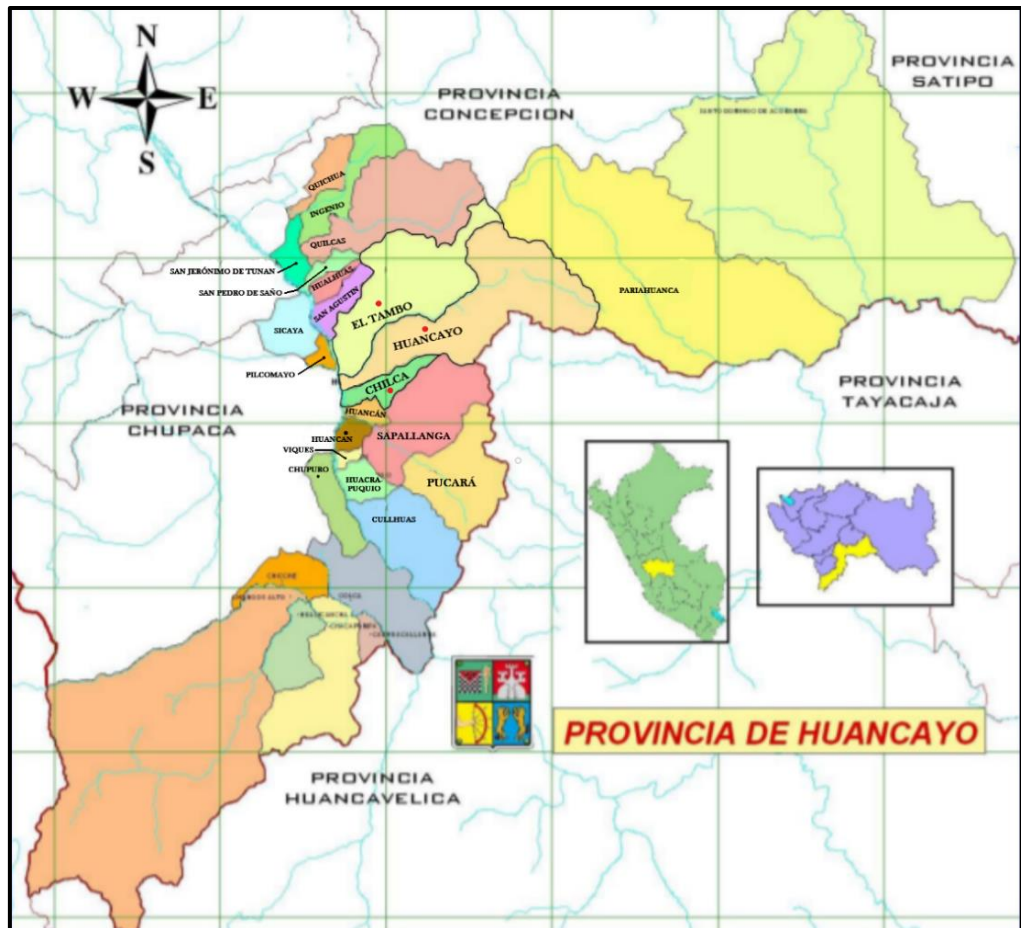 N
W
E
S
PROVINCIA
SATIPO
PROVINCIA
CONCEPCION
QUICHUA
INGENIO
QUILCAS
SAN JERÓNIMO DE TUNAN
HUALHUAS
SAN PEDRO DE SAÑO
SAN AGUSTIN
PARIAHUANCA
EL TAMBO
SICAYA
HUANCAYO
PILCOMAYO
CHILCA
PROVINCIA
TAYACAJA
PROVINCIA
CHUPACA
HUANCÁN
HUANCAN
SAPALLANGA
VIQUES
CHUPURO
HUACRA
PUQUIO
PUCARÁ
CULLHUAS
PROVINCIA DE HUANCAYO
PROVINCIA
HUANCAVELICA